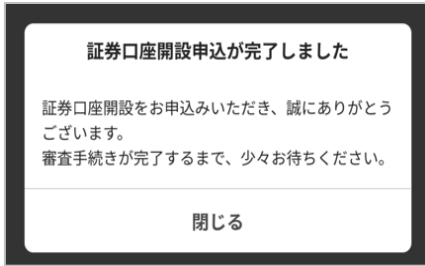 証券口座開設申込が完了しました
証券口座開設をお申込みいただき、誠にありがとう
ございます。
審査手続きが完了するまで、少々お待ちください。
閉じる